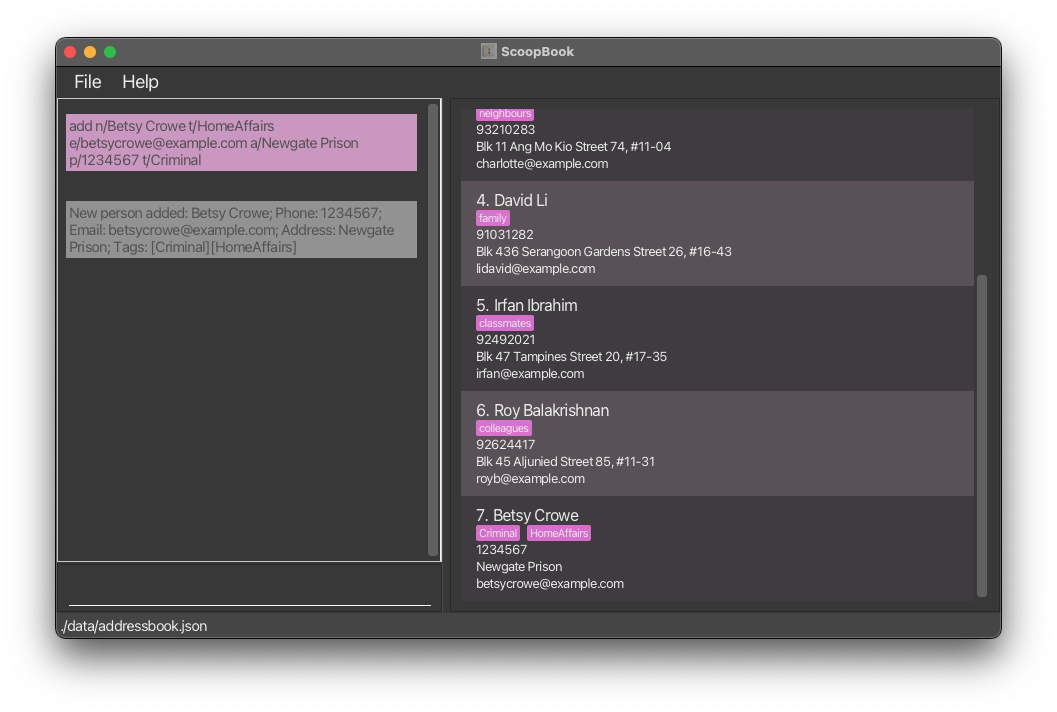 ScoopBook
File Help
add n/Betsy Crowe t/HomeAffairs
e/betsycrowe@example.com a/Newgate Prison
p/1234567 t/Criminal
New person added: Betsy Crowe; Phone: 1234567;
Email: betsycrowe@example.com; Address: Newgate
Prison; Tags: [Criminal][HomeAffairs]
neighbours
93210283
Blk 11 Ang Mo Kio Street 74, #11-04
charlotte@example.com
4. David Li
family
91031282
Blk 436 Serangoon Gardens Street 26, #16-43
lidavid@example.com
5. Irfan Ibrahim
classmates
92492021
Blk 47 Tampines Street 20, #17-35
irfan@example.com
6. Roy Balakrishnan
colleagues
92624417
Blk 45 Aljunied Street 85, #11-31
royb@example.com
7. Betsy Crowe
Criminal HomeAffairs
1234567
Newgate Prison
betsycrowe@example.com
./data/addressbook.json